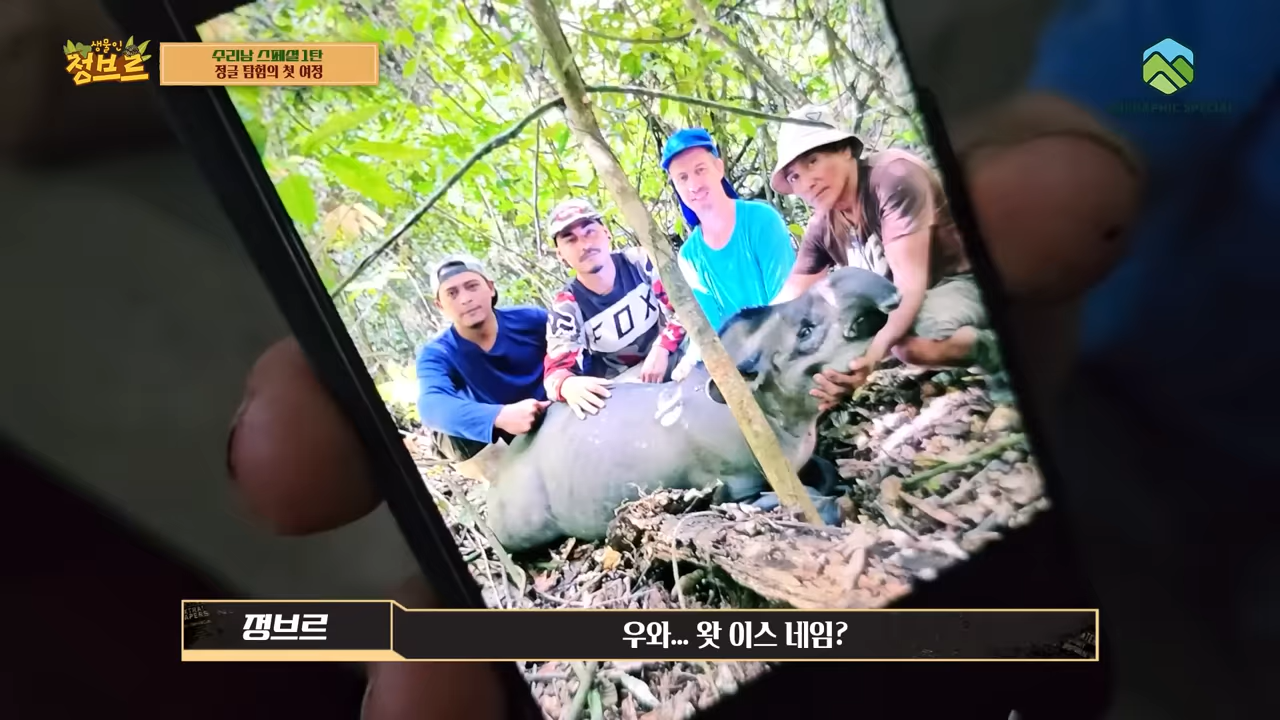 생물인
정브르
수리남 스페셜 1탄
정글 탐험의 첫 여정
FOX
정브르
우와... 왓 이스 네임?